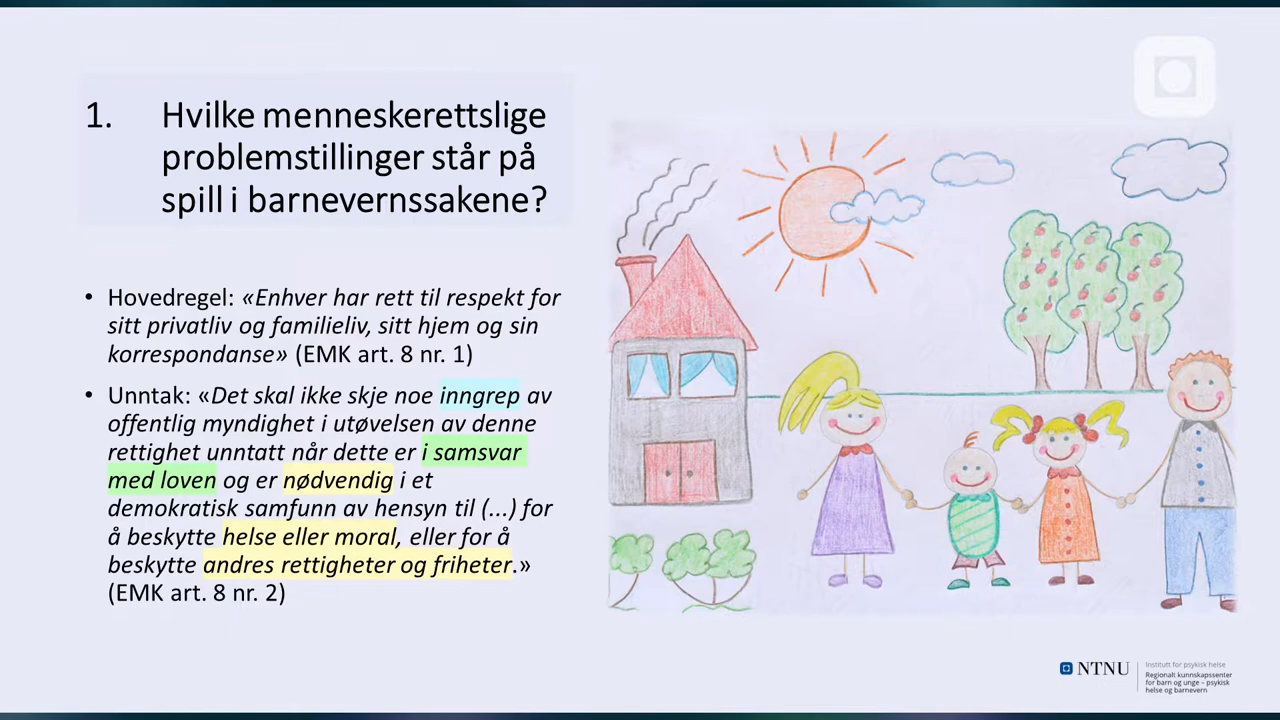 1. Hvilke menneskerettslige
problemstillinger står på
spill i barnevernssakene?
• Hovedregel: «Enhver har rett til respekt for
sitt privatliv og familieliv, sitt hjem og sin
korrespondanse» (EMK art. 8 nr. 1)
• Unntak: «Det skal ikke skje noe inngrep av
offentlig myndighet i utøvelsen av denne
rettighet unntatt når dette er i samsvar
med loven og er nødvendig i et
demokratisk samfunn av hensyn til (...) for
å beskytte helse eller moral, eller for å
beskytte andres rettigheter og friheter.»
(EMK art. 8 nr. 2)
NTNU
Institutt for psykisk helse
Regionalt kunnskapssenter
for barn og unge – psykisk
helse og barnevern